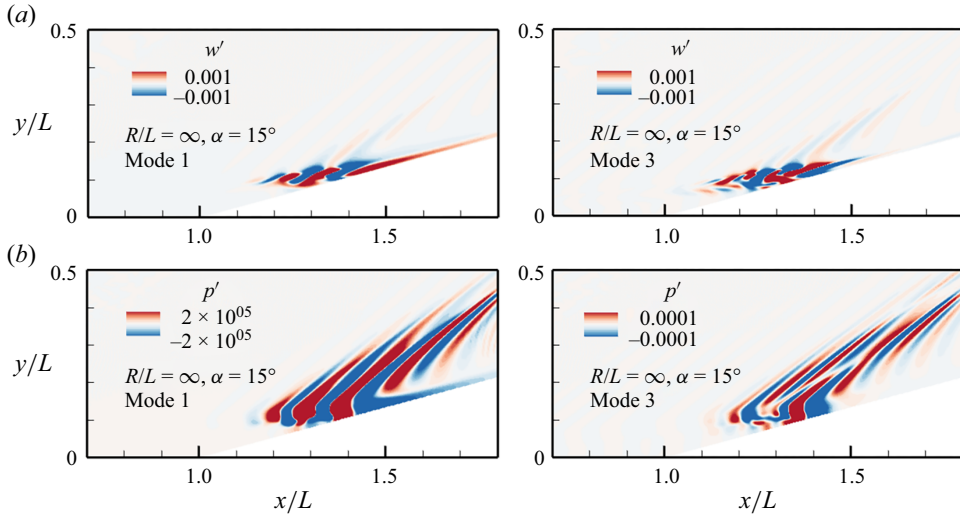 (a)
0.5
w′
0.001
−0.001
y/L
R/L = ∞, α = 15°
Mode 1
0
1.0
1.5
w′
0.001
−0.001
R/L = ∞, α = 15°
Mode 3
1.0
1.5
(b)
0.5
p′
2 × 10⁰⁵
−2 × 10⁰⁵
y/L
R/L = ∞, α = 15°
Mode 1
0
1.0
1.5
x/L
0.5
p′
0.0001
−0.0001
R/L = ∞, α = 15°
Mode 3
0
1.0
1.5
x/L